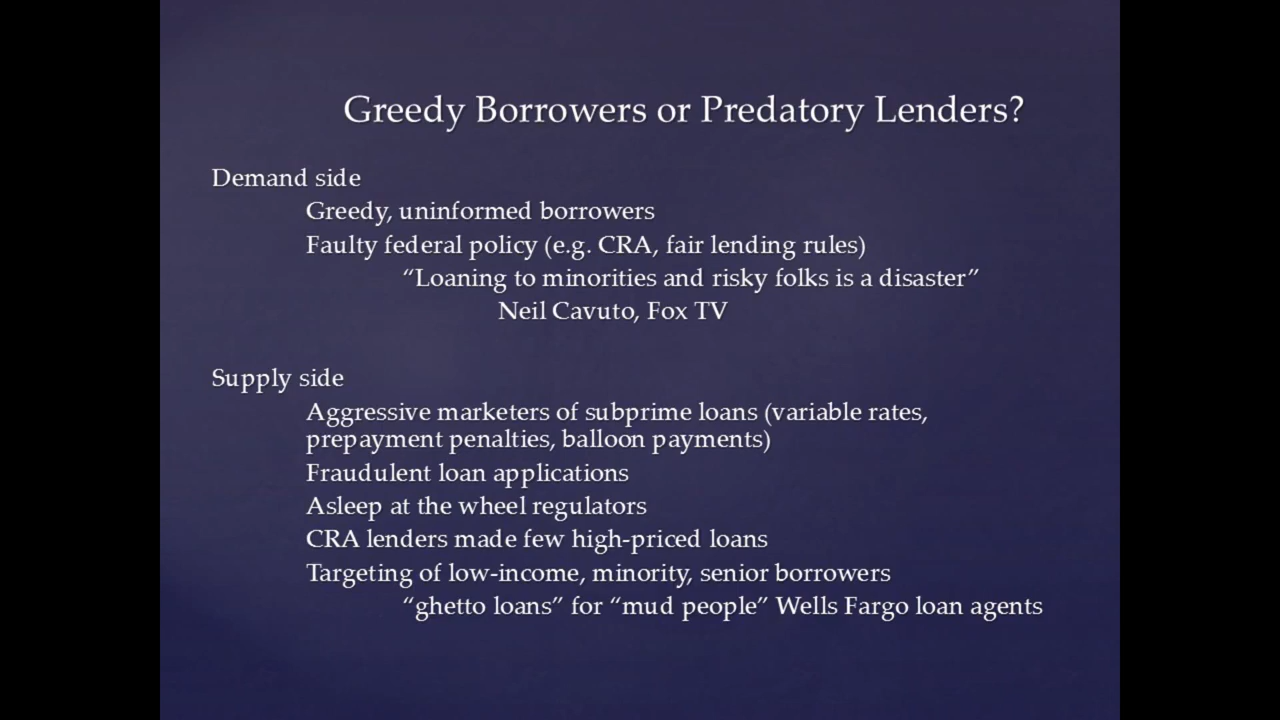 Greedy Borrowers or Predatory Lenders?
Demand side
Greedy, uninformed borrowers
Faulty federal policy (e.g. CRA, fair lending rules)
“Loaning to minorities and risky folks is a disaster”
Neil Cavuto, Fox TV
Supply side
Aggressive marketers of subprime loans (variable rates,
prepayment penalties, balloon payments)
Fraudulent loan applications
Asleep at the wheel regulators
CRA lenders made few high-priced loans
Targeting of low-income, minority, senior borrowers
“ghetto loans” for “mud people” Wells Fargo loan agents